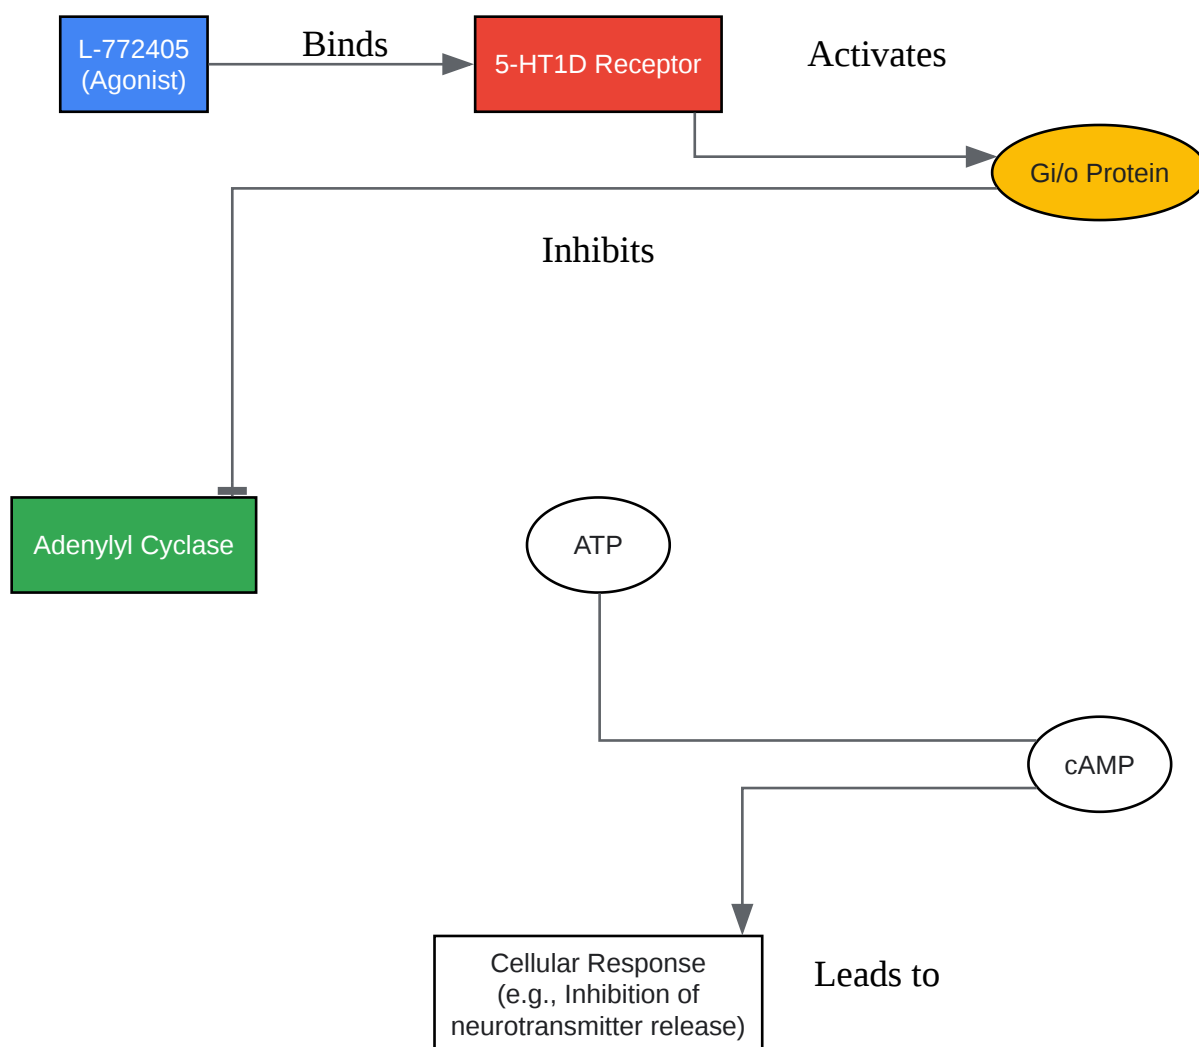 L-772405
(Agonist)
Binds
5-HT1D Receptor
Activates
Gi/o Protein
Inhibits
Adenylyl Cyclase
ATP
cAMP
Cellular Response
(e.g., Inhibition of
neurotransmitter release)
Leads to